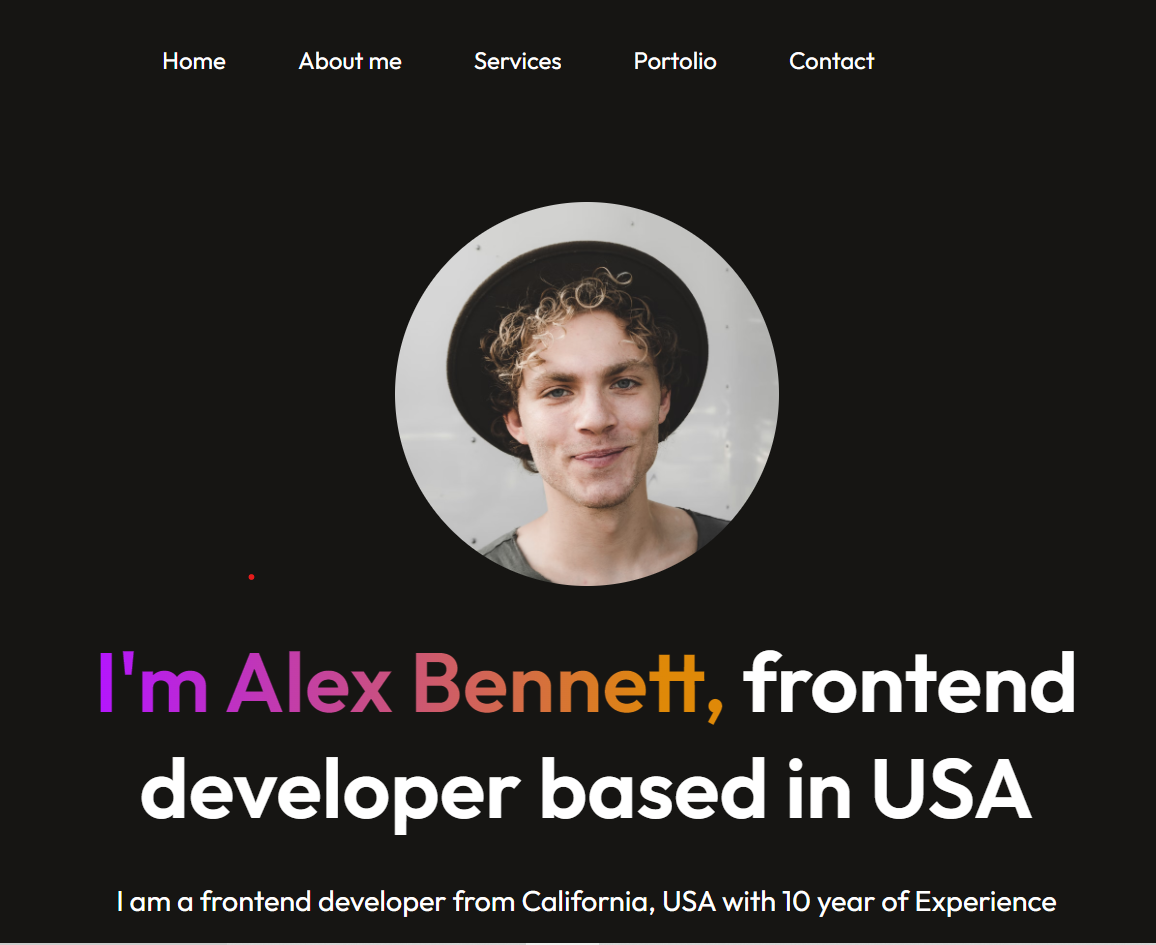 Home About me Services Portolio Contact
I'm Alex Bennett, frontend
developer based in USA
I am a frontend developer from California, USA with 10 year of Experience